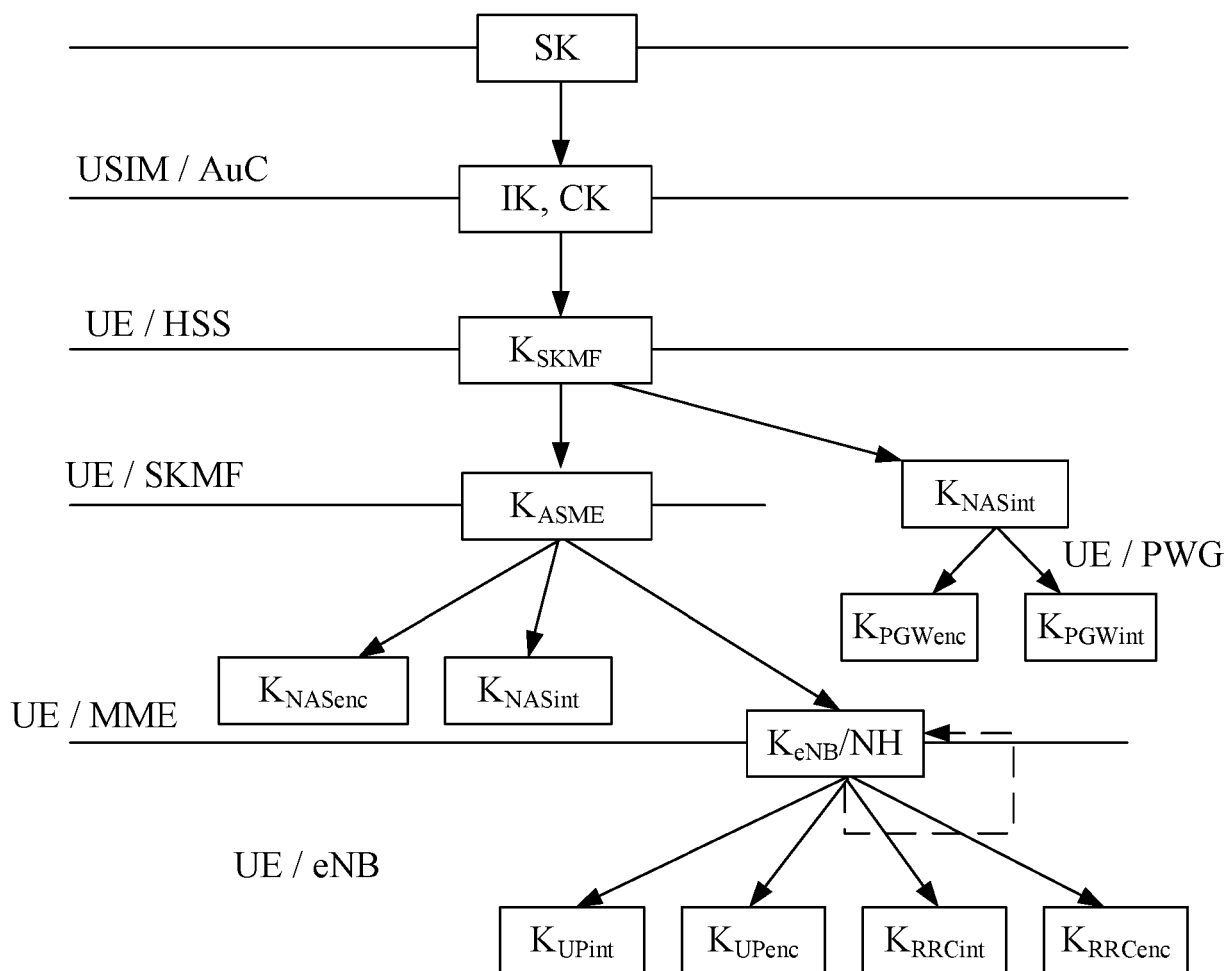 SK
USIM / AuC
IK, CK
UE / HSS
K_SKMF
UE / SKMF
K_ASME
K_NASint
UE / PWG
K_PGWenc
K_PGWint
K_NASenc
K_NASint
UE / MME
K_eNB/NH
UE / eNB
K_UPint
K_UPenc
K_RRCint
K_RRCenc